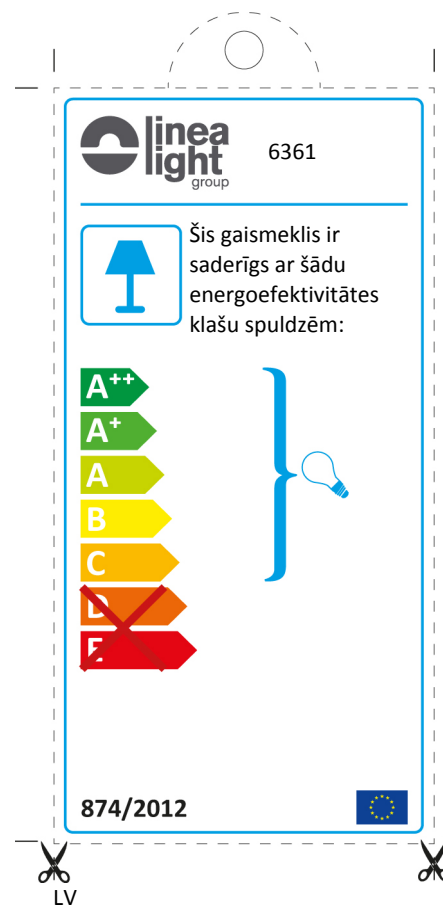 linea
light
group
6361
Šis gaismeklis ir
saderīgs ar šādu
energoefektivitātes
klašu spuldzēm:
A++
A+
A
B
C
D
E
874/2012
LV